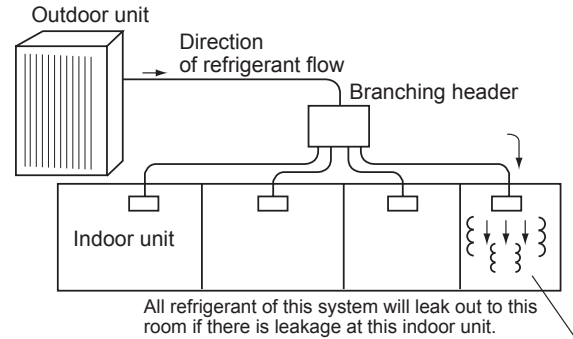 Outdoor unit
Direction
of refrigerant flow
Branching header
Indoor unit
All refrigerant of this system will leak out to this
room if there is leakage at this indoor unit.